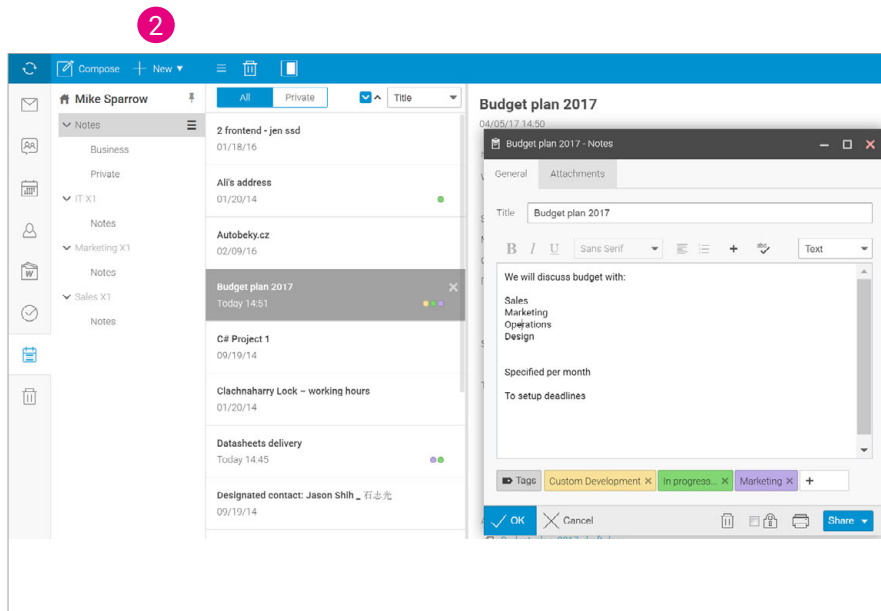 2
Compose
New
Mike Sparrow
All
Private
Title
Notes
Business
Private
IT X1
Notes
Marketing X1
Notes
Sales X1
Notes
2 frontend - jen ssd
01/18/16
Ali's address
01/20/14
Autobeky.cz
02/09/16
Budget plan 2017
Today 14:51
C# Project 1
09/19/14
Clachnaharry Lock – working hours
01/20/14
Datasheets delivery
Today 14:45
Designated contact: Jason Shih _ 石志光
09/19/14
Budget plan 2017
04/05/17 14:50
Budget plan 2017 - Notes
General
Attachments
Title
Budget plan 2017
B I U
Sans Serif
abc
Text
We will discuss budget with:
Sales
Marketing
Operations
Design
Specified per month
To setup deadlines
Tags
Custom Development
In progress...
Marketing
OK
Cancel
Share